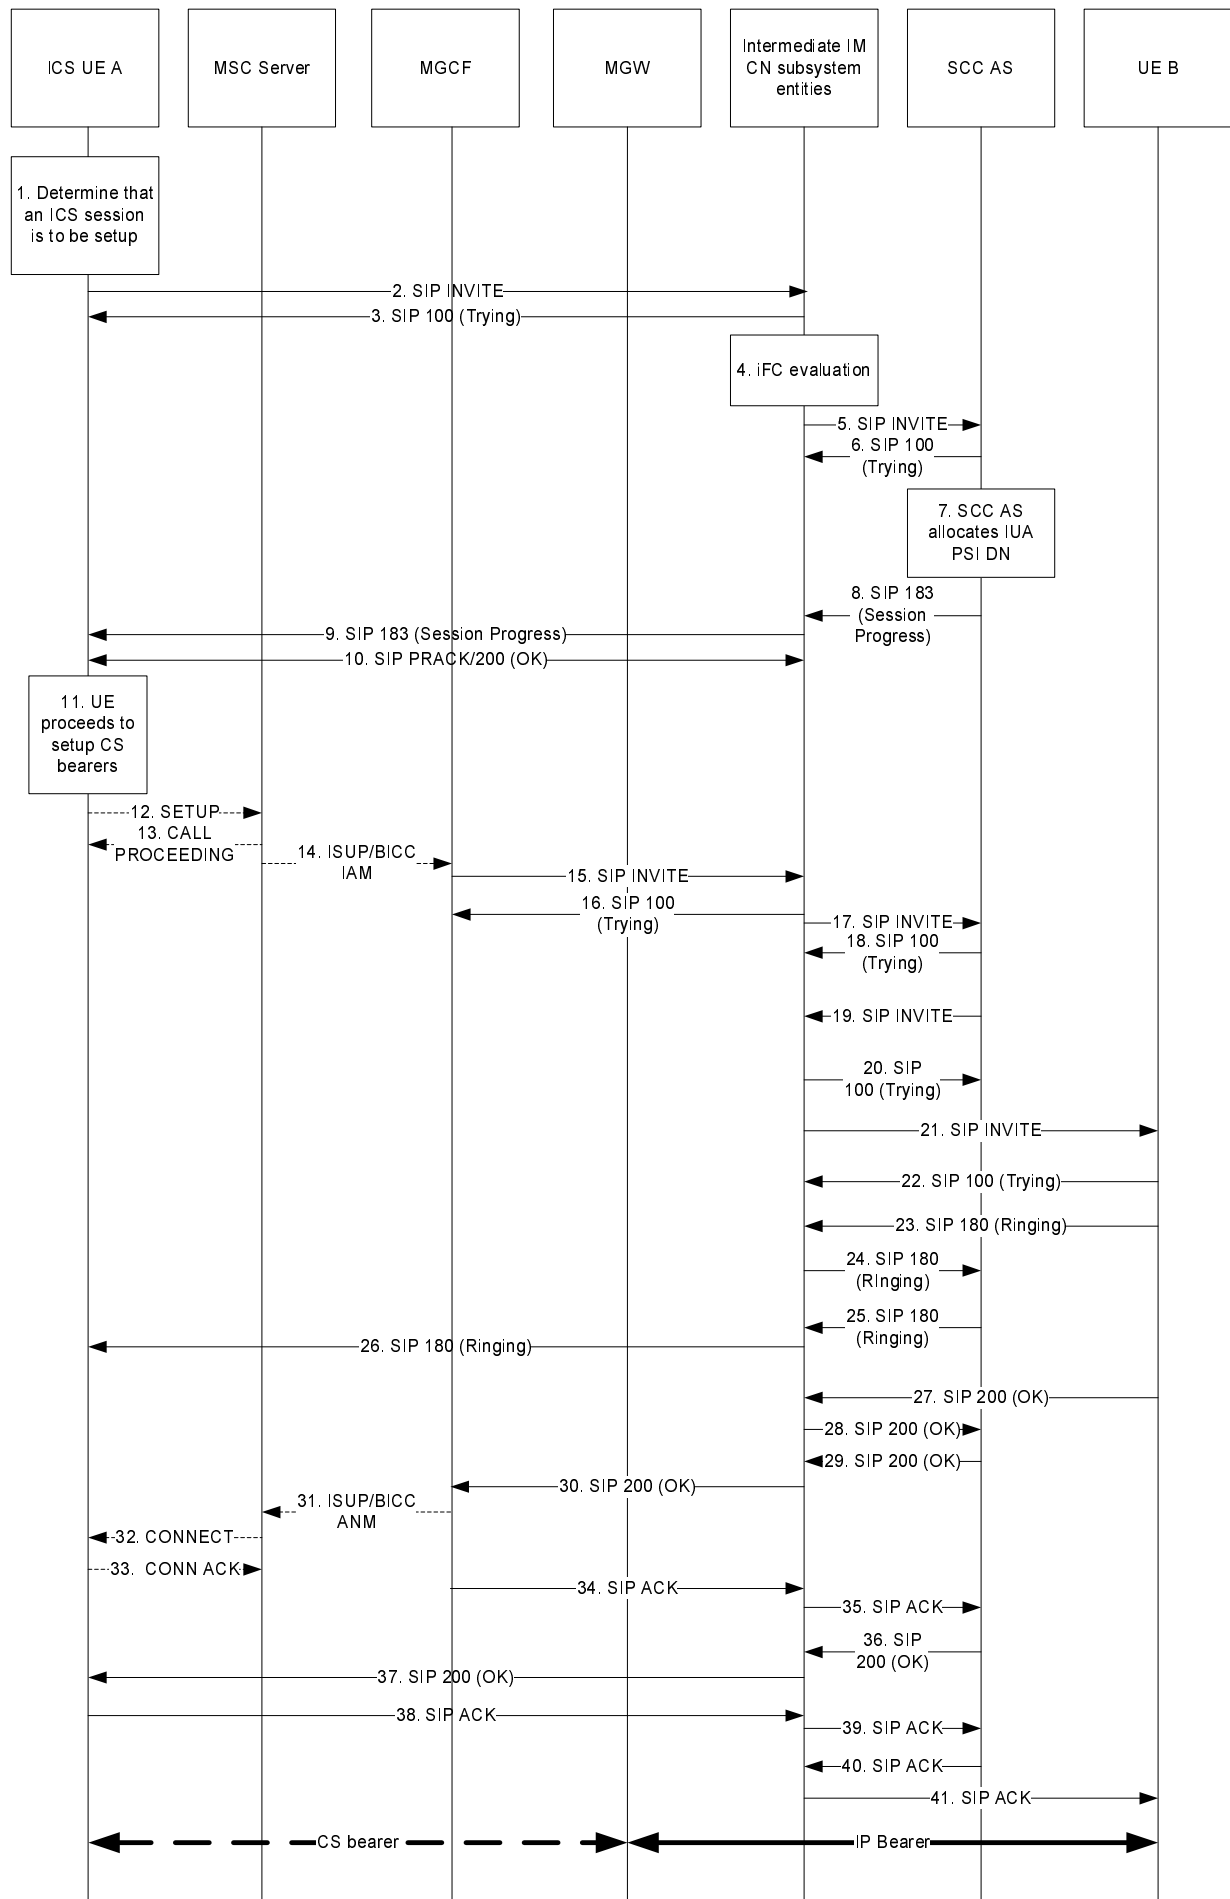 ICS UE A
MSC Server
MGCF
MGW
Intermediate IM
CN subsystem
entities
SCC AS
UE B
1. Determine that
an ICS session
is to be setup
2. SIP INVITE
3. SIP 100 (Trying)
4. iFC evaluation
5. SIP INVITE
6. SIP 100
(Trying)
7. SCC AS
allocates IUA
PSI DN
8. SIP 183
(Session
Progress)
9. SIP 183 (Session Progress)
10. SIP PRACK/200 (OK)
11. UE
proceeds to
setup CS
bearers
12. SETUP
13. CALL
PROCEEDING
14. ISUP/BICC
IAM
15. SIP INVITE
16. SIP 100
(Trying)
17. SIP INVITE
18. SIP 100
(Trying)
19. SIP INVITE
20. SIP
100 (Trying)
21. SIP INVITE
22. SIP 100 (Trying)
23. SIP 180 (Ringing)
24. SIP 180
(RInging)
25. SIP 180
(Ringing)
26. SIP 180 (Ringing)
27. SIP 200 (OK)
28. SIP 200 (OK)
29. SIP 200 (OK)
30. SIP 200 (OK)
31. ISUP/BICC
ANM
32. CONNECT
33. CONN ACK
34. SIP ACK
35. SIP ACK
36. SIP
200 (OK)
37. SIP 200 (OK)
38. SIP ACK
39. SIP ACK
40. SIP ACK
41. SIP ACK
CS bearer
IP Bearer